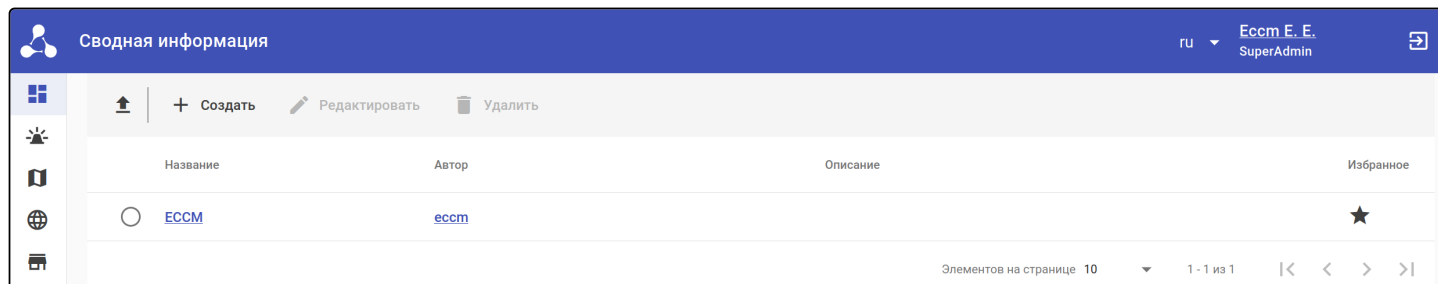 Сводная информация
ru
Eccm E. E.
SuperAdmin
Создать Редактировать Удалить
Название Автор Описание Избранное
ECCM eccm
Элементов на странице 10 1 - 1 из 1